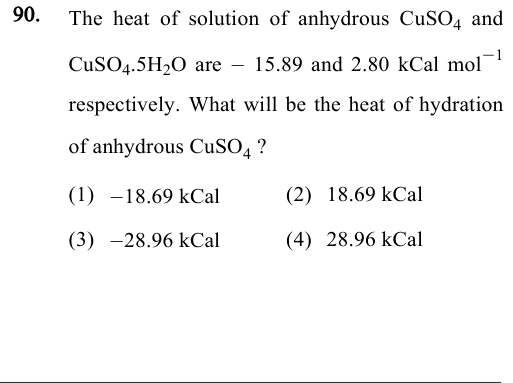 90. The heat of solution of anhydrous CuSO₄ and
CuSO₄.5H₂O are − 15.89 and 2.80 kCal mol⁻¹
respectively. What will be the heat of hydration
of anhydrous CuSO₄ ?
(1) −18.69 kCal (2) 18.69 kCal
(3) −28.96 kCal (4) 28.96 kCal